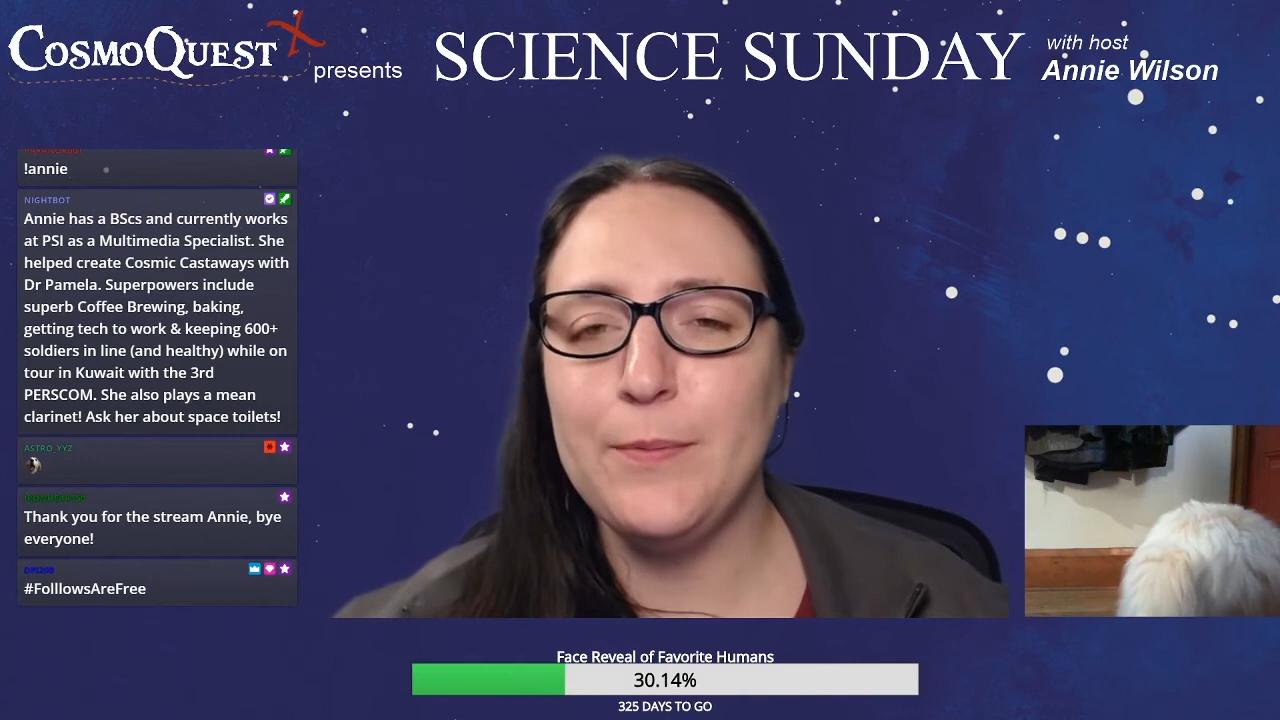 COSMOQUEST X
presents
SCIENCE SUNDAY
with host
Annie Wilson
!annie
NIGHTBOT
Annie has a BScs and currently works
at PSI as a Multimedia Specialist. She
helped create Cosmic Castaways with
Dr Pamela. Superpowers include
superb Coffee Brewing, baking,
getting tech to work & keeping 600+
soldiers in line (and healthy) while on
tour in Kuwait with the 3rd
PERSCOM. She also plays a mean
clarinet! Ask her about space toilets!
ASTRO_YYZ
Thank you for the stream Annie, bye
everyone!
#FolllowsAreFree
Face Reveal of Favorite Humans
30.14%
325 DAYS TO GO